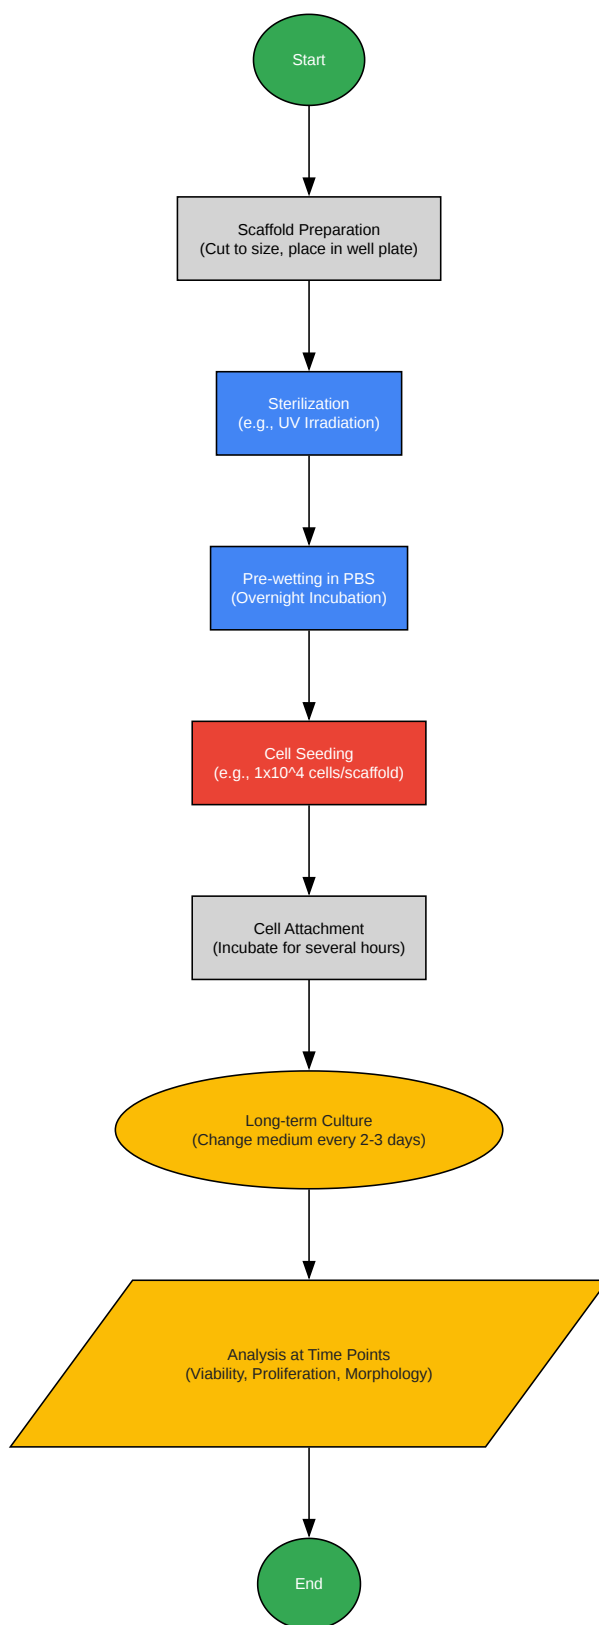 Start
Scaffold Preparation
(Cut to size, place in well plate)
Sterilization
(e.g., UV Irradiation)
Pre-wetting in PBS
(Overnight Incubation)
Cell Seeding
(e.g., 1x10^4 cells/scaffold)
Cell Attachment
(Incubate for several hours)
Long-term Culture
(Change medium every 2-3 days)
Analysis at Time Points
(Viability, Proliferation, Morphology)
End